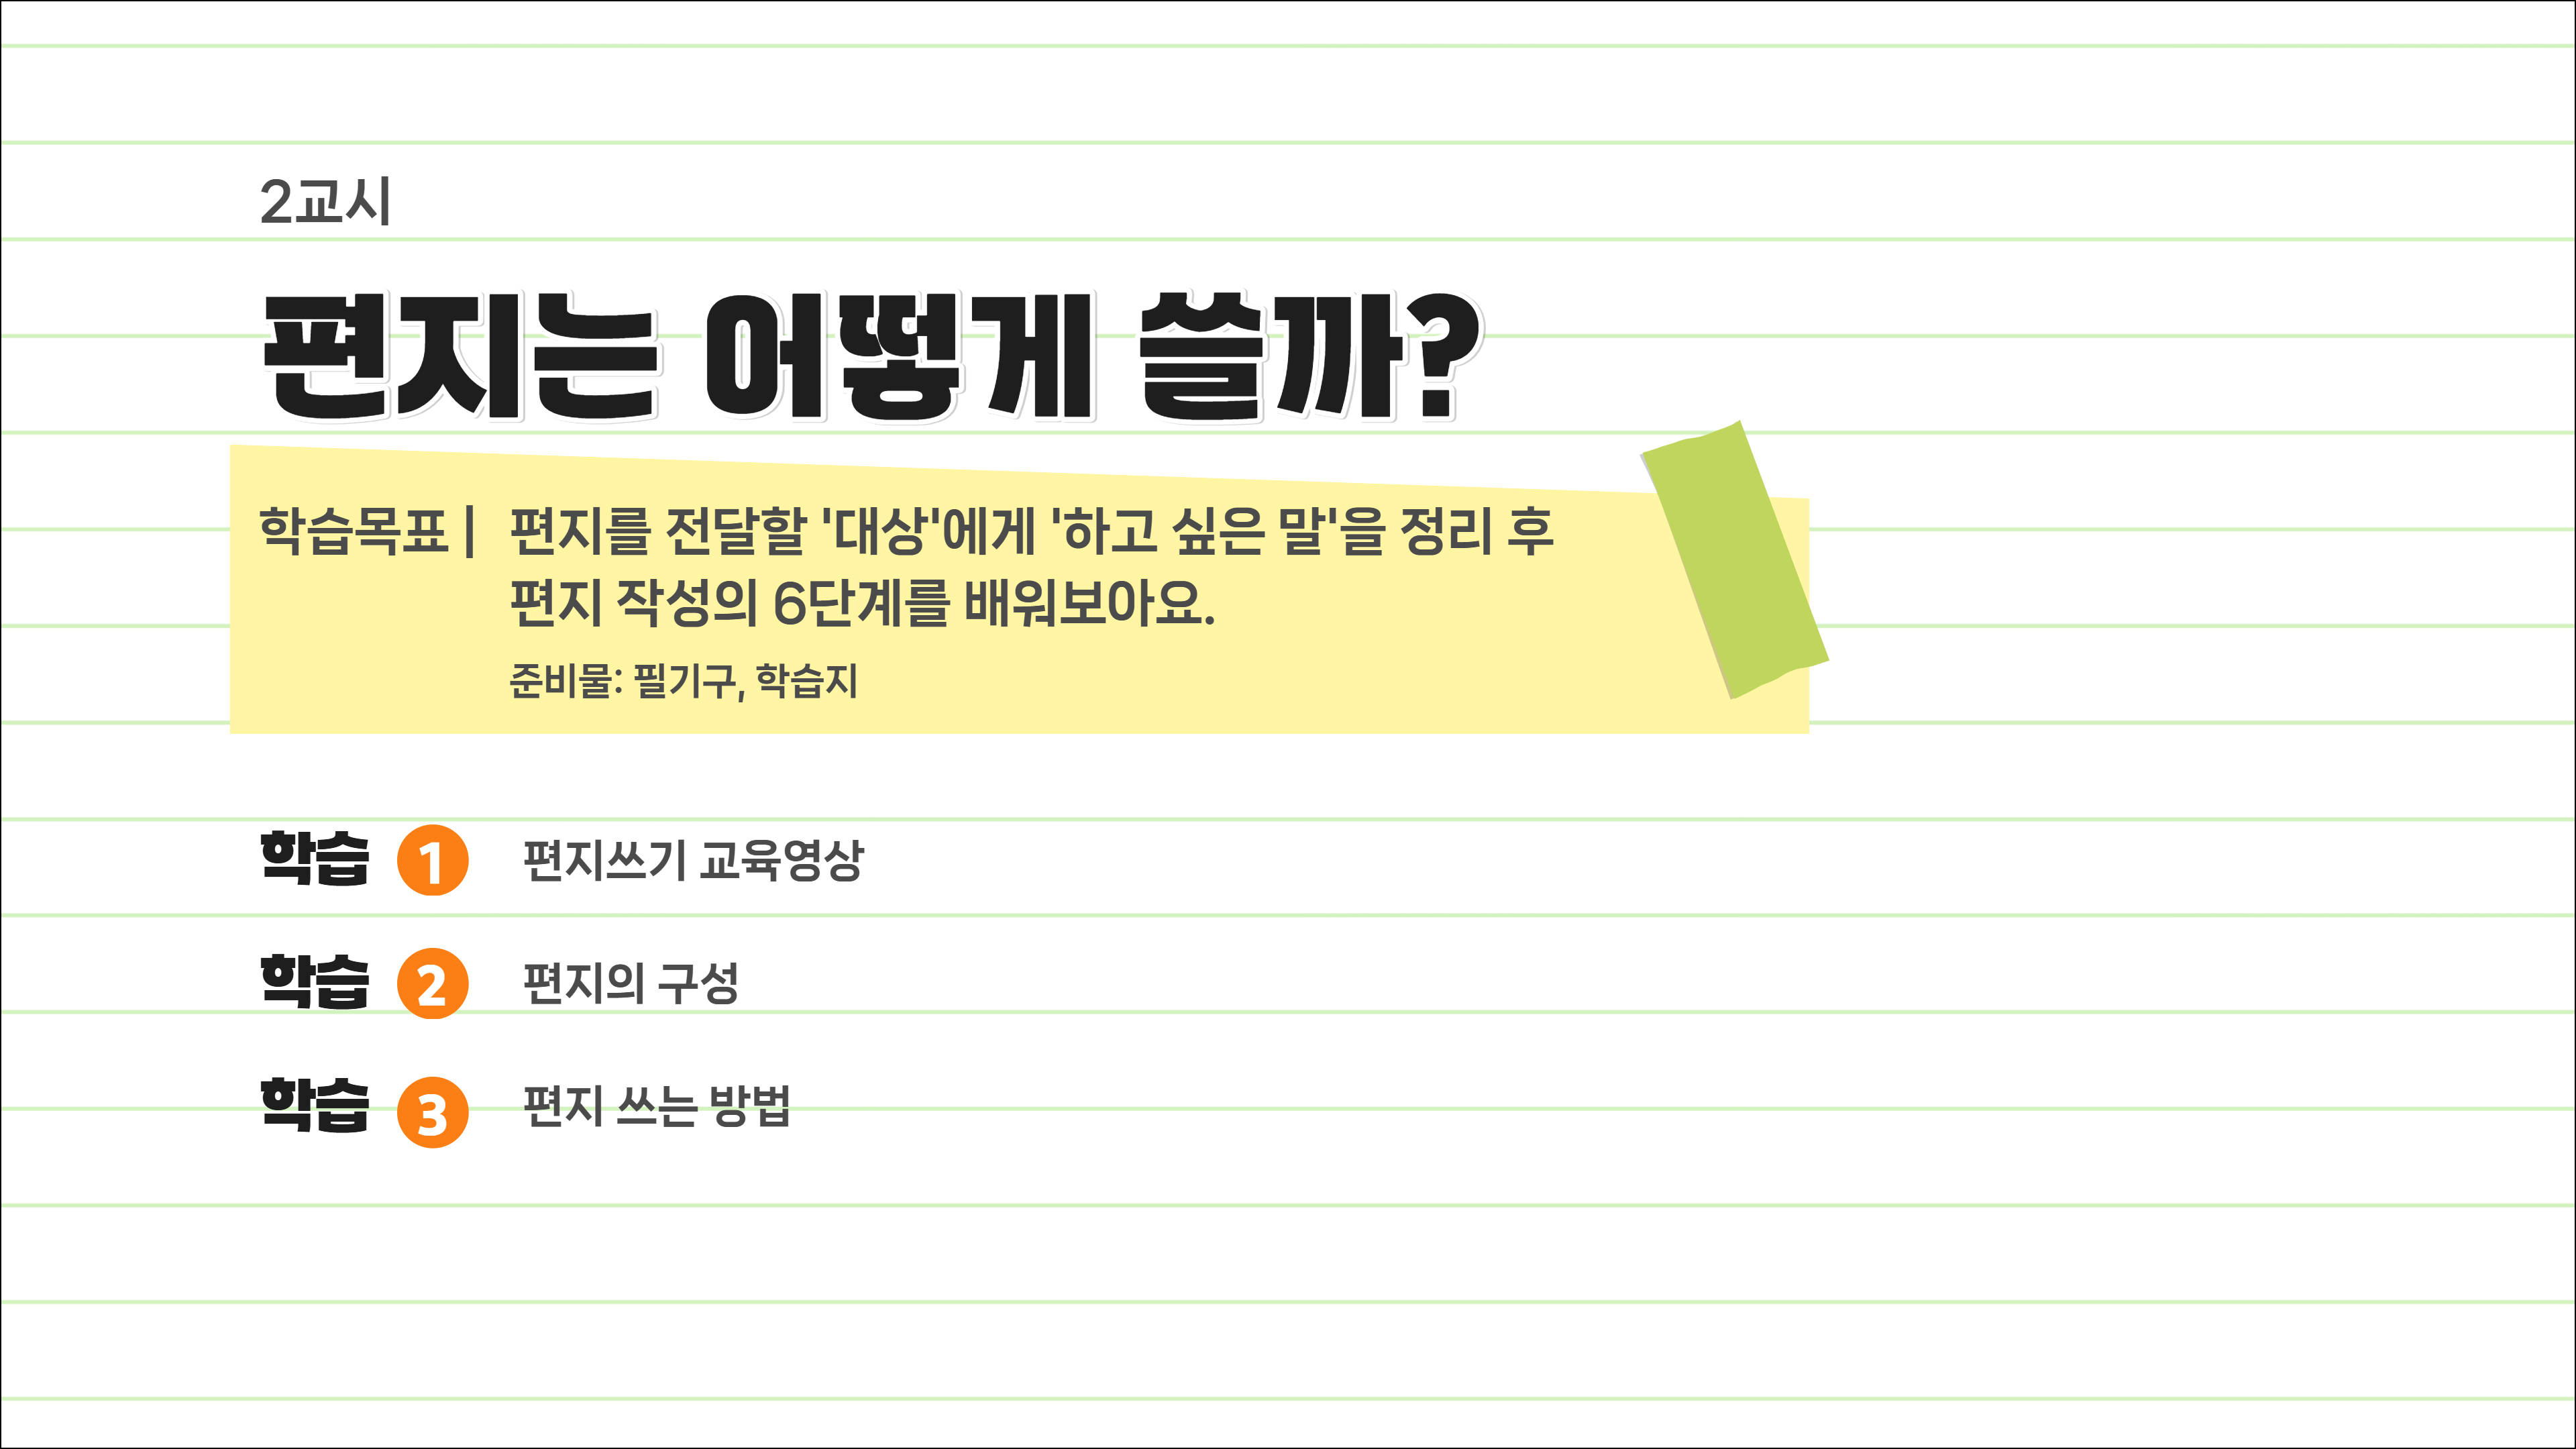 2교시
편지는 어떻게 쓸까?
학습목표 | 편지를 전달할 '대상'에게 '하고 싶은 말'을 정리 후
편지 작성의 6단계를 배워보아요.
준비물: 필기구, 학습지
학습 1 편지쓰기 교육영상
학습 2 편지의 구성
학습 3 편지 쓰는 방법